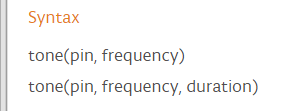 Syntax
tone(pin, frequency)
tone(pin, frequency, duration)